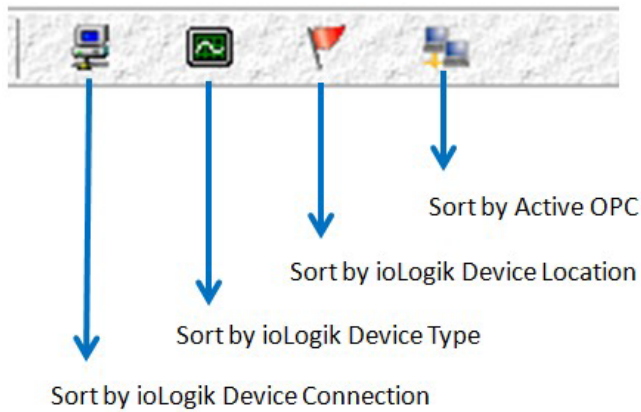 Sort by Active OPC
Sort by ioLogik Device Location
Sort by ioLogik Device Type
Sort by ioLogik Device Connection